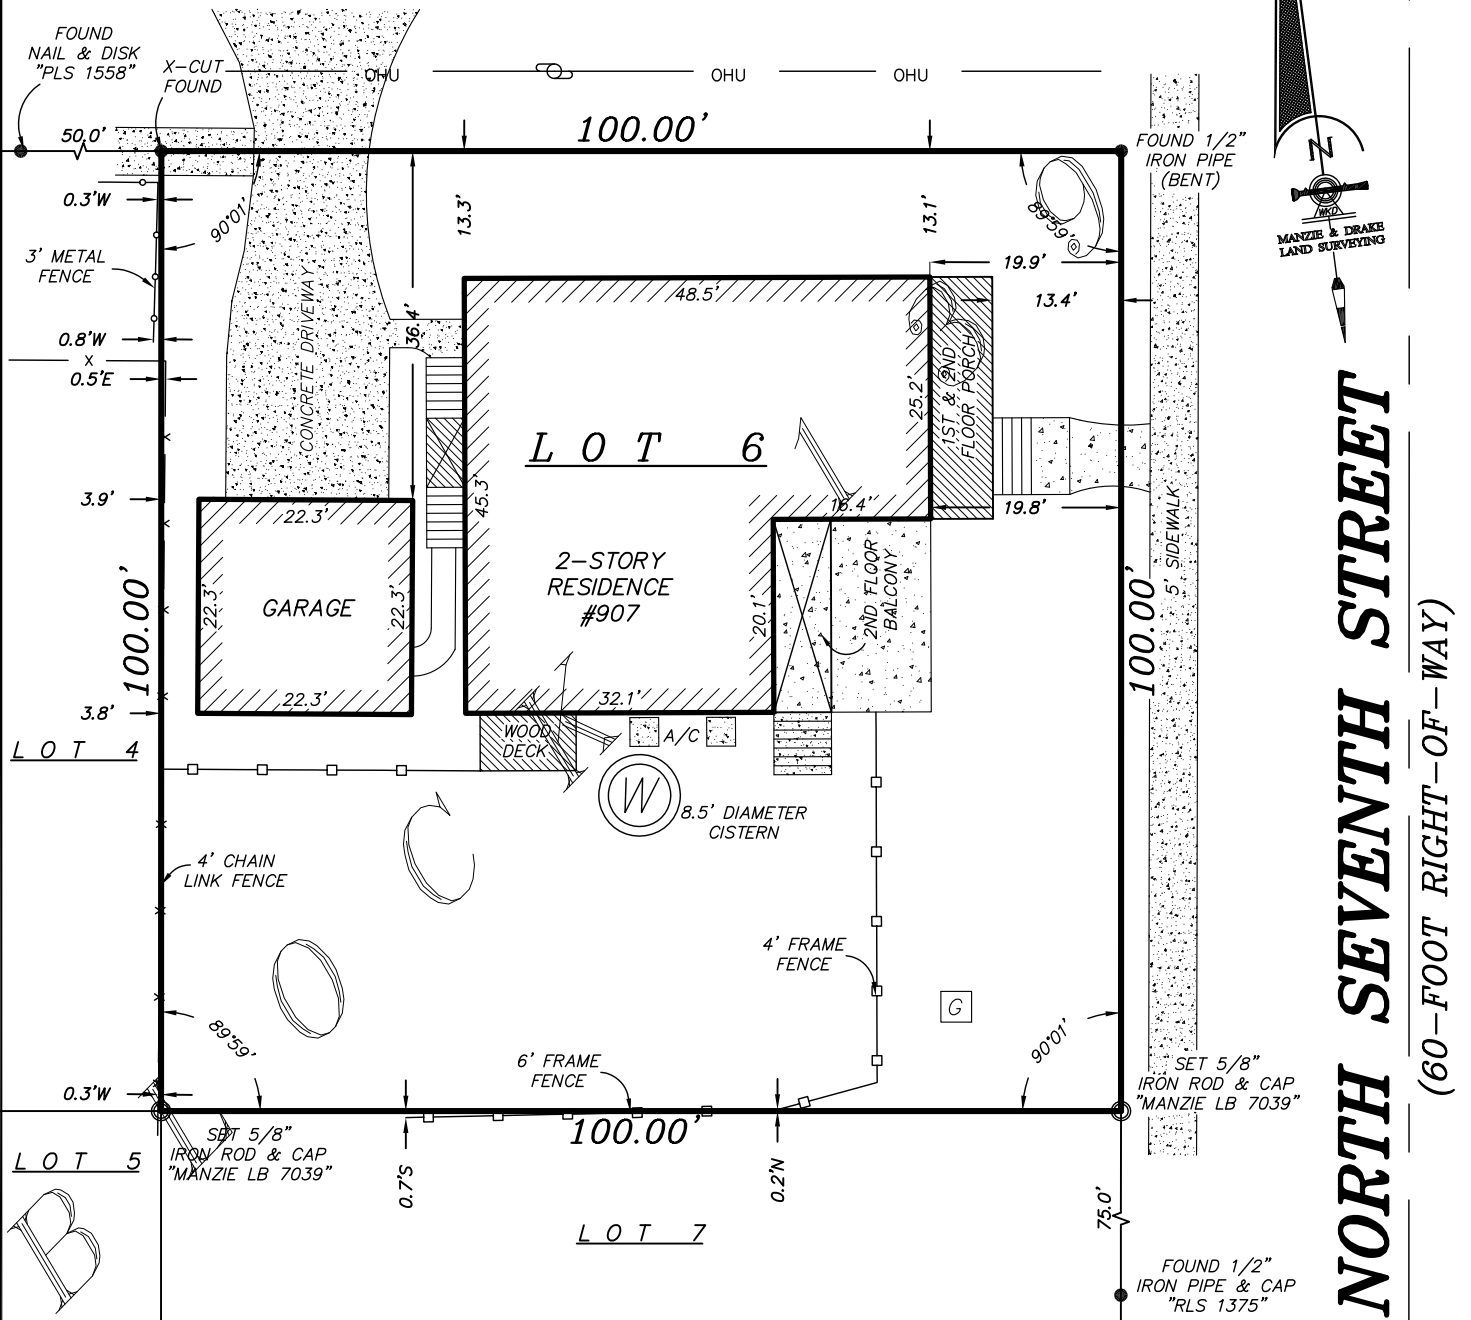 FOUND
NAIL & DISK
"PLS 1558"
X-CUT
FOUND
OHU
OHU
OHU
50.0'
100.00'
FOUND 1/2"
IRON PIPE
(BENT)
N
WKD
MANZIE & DRAKE
LAND SURVEYING
0.3'W
90°01'
13.3'
13.1'
89°59'
3' METAL
FENCE
19.9'
13.4'
48.5'
36.4'
0.8'W
X
0.5'E
CONCRETE DRIVEWAY
25.2'
1ST & 2ND
FLOOR PORCH
LOT 6
45.3'
16.4'
19.8'
3.9'
22.3'
5' SIDEWALK
2-STORY
RESIDENCE
#907
GARAGE
22.3'
22.3'
20.1'
2ND FLOOR
BALCONY
100.00'
100.00'
22.3'
32.1'
3.8'
WOOD
DECK
A/C
LOT 4
W
8.5' DIAMETER
CISTERN
4' CHAIN
LINK FENCE
4' FRAME
FENCE
G
89°59'
90°01'
6' FRAME
FENCE
0.3'W
SET 5/8"
IRON ROD & CAP
"MANZIE LB 7039"
100.00'
SET 5/8"
IRON ROD & CAP
"MANZIE LB 7039"
LOT 5
0.7'S
0.2'N
75.0'
LOT 7
B
FOUND 1/2"
IRON PIPE & CAP
"RLS 1375"
NORTH SEVENTH STREET
(60-FOOT RIGHT-OF-WAY)